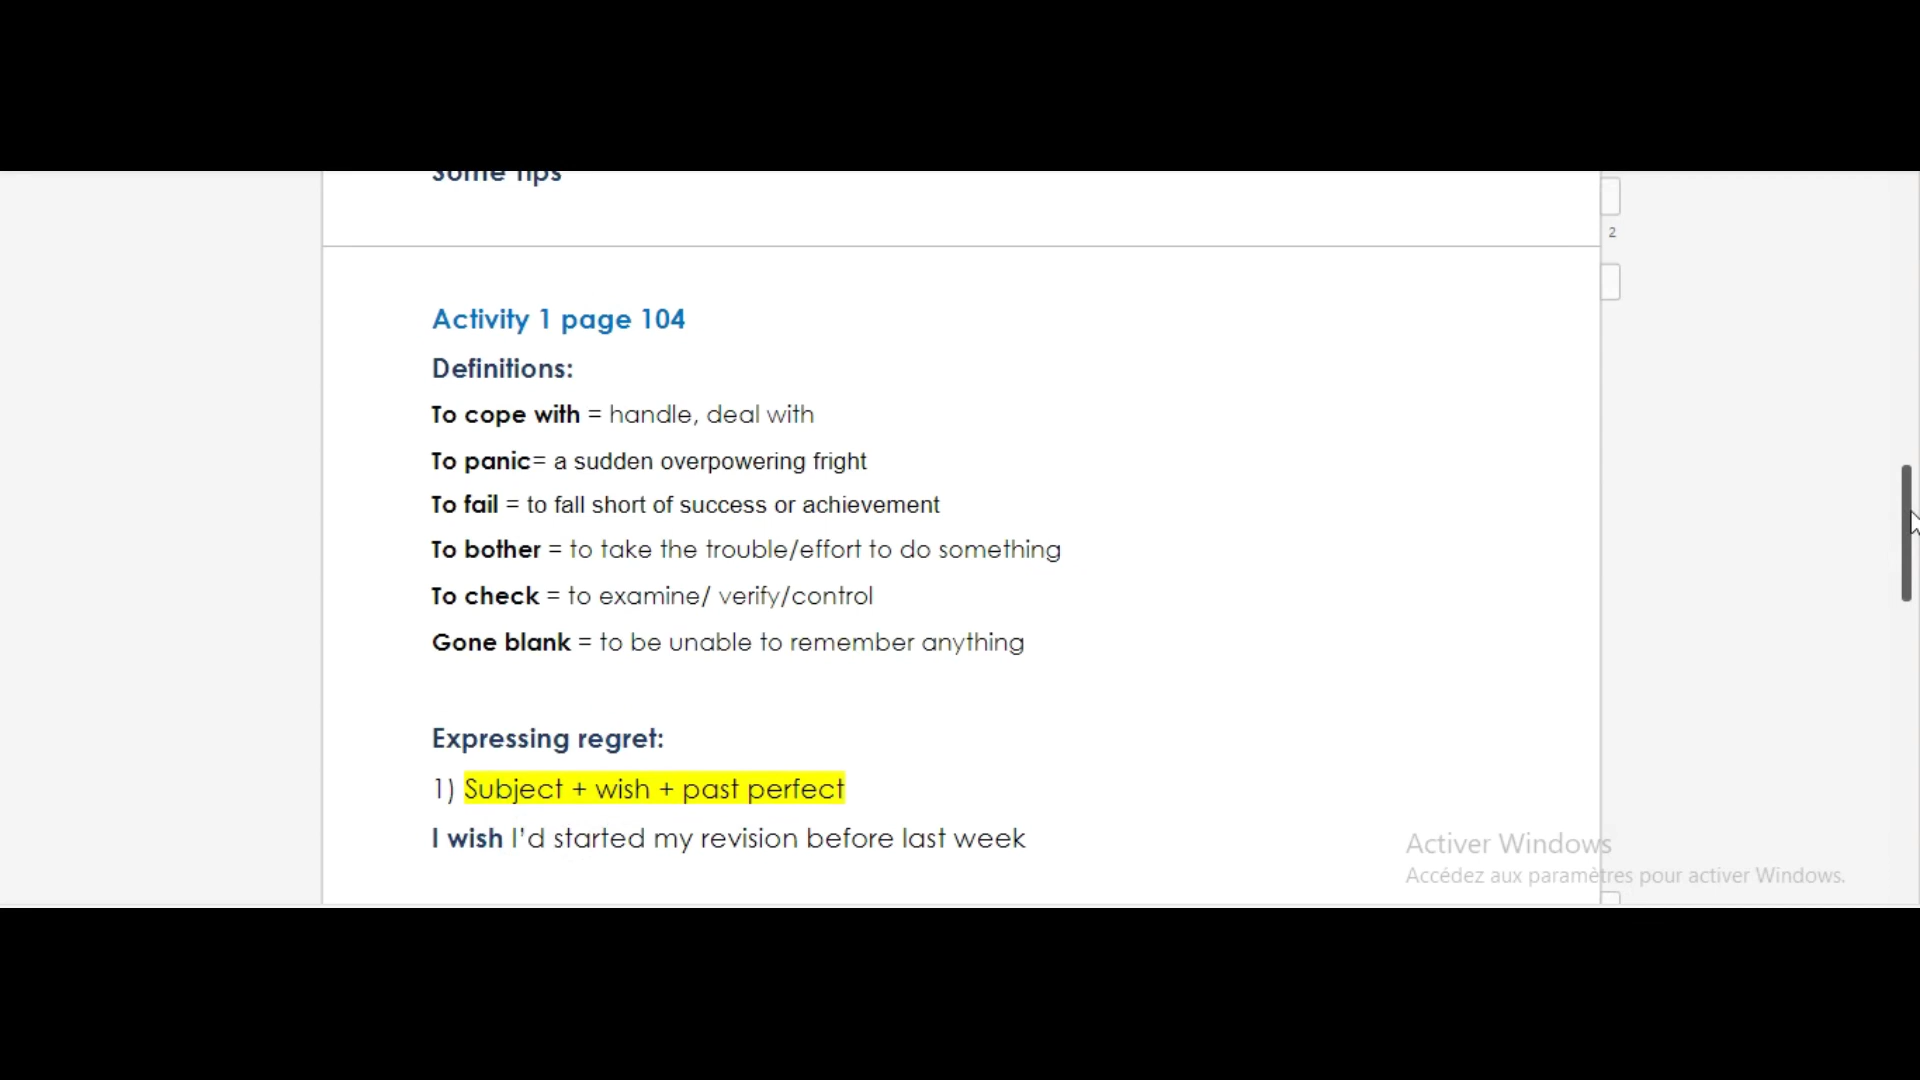 Some tips
2
Activity 1 page 104
Definitions:
To cope with = handle, deal with
To panic= a sudden overpowering fright
To fail = to fall short of success or achievement
To bother = to take the trouble/effort to do something
To check = to examine/ verify/control
Gone blank = to be unable to remember anything
Expressing regret:
1) Subject + wish + past perfect
I wish I’d started my revision before last week
Activer Windows
Accédez aux paramètres pour activer Windows.